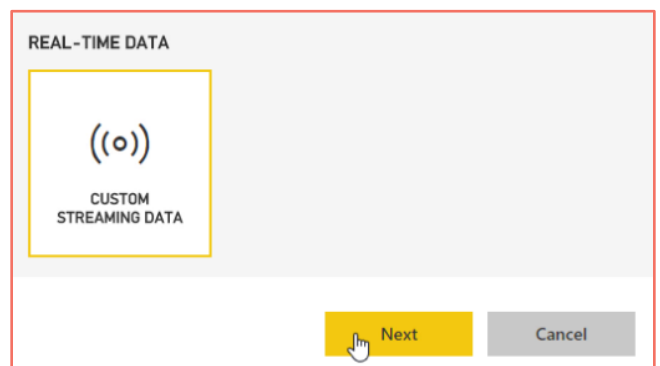 REAL-TIME DATA
CUSTOM
STREAMING DATA
Next
Cancel